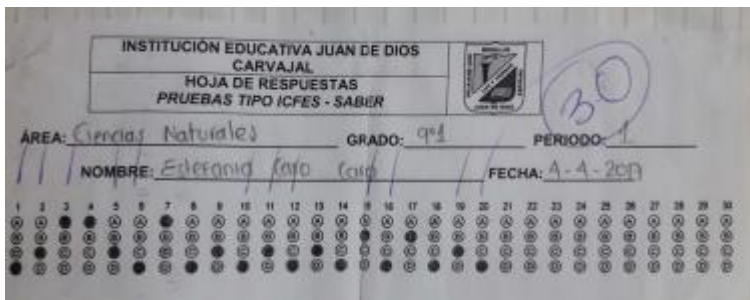 INSTITUCIÓN EDUCATIVA JUAN DE DIOS
CARVAJAL
HOJA DE RESPUESTAS
PRUEBAS TIPO ICFES - SABER
30
ÁREA: Ciencias Naturales GRADO: 9º1 PERIODO: 1
NOMBRE: Estefania Caro Caro FECHA: 4-4-2017
1 2 3 4 5 6 7 8 9 10 11 12 13 14 15 16 17 18 19 20 21 22 23 24 25 26 27 28 29 30